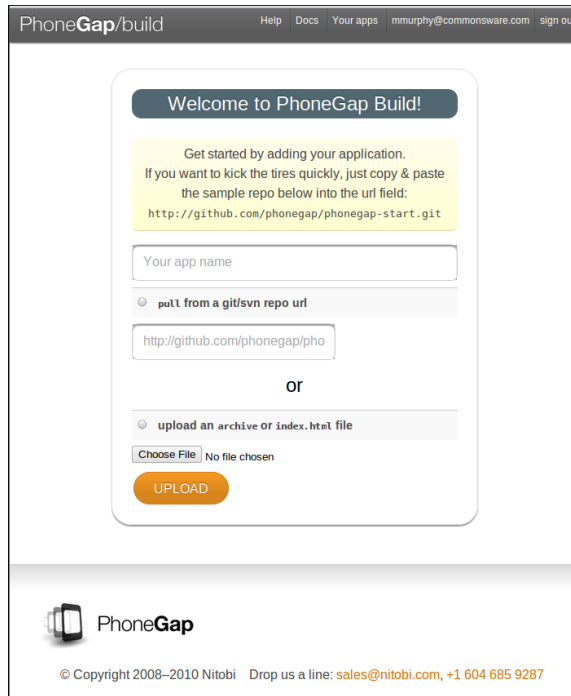 PhoneGap/build
Help Docs Your apps mmurphy@commonsware.com sign ou
Welcome to PhoneGap Build!
Get started by adding your application.
If you want to kick the tires quickly, just copy & paste
the sample repo below into the url field:
http://github.com/phonegap/phonegap-start.git
Your app name
pull from a git/svn repo url
http://github.com/phonegap/pho
or
upload an archive or index.html file
Choose File No file chosen
UPLOAD
PhoneGap
© Copyright 2008–2010 Nitobi Drop us a line: sales@nitobi.com, +1 604 685 9287